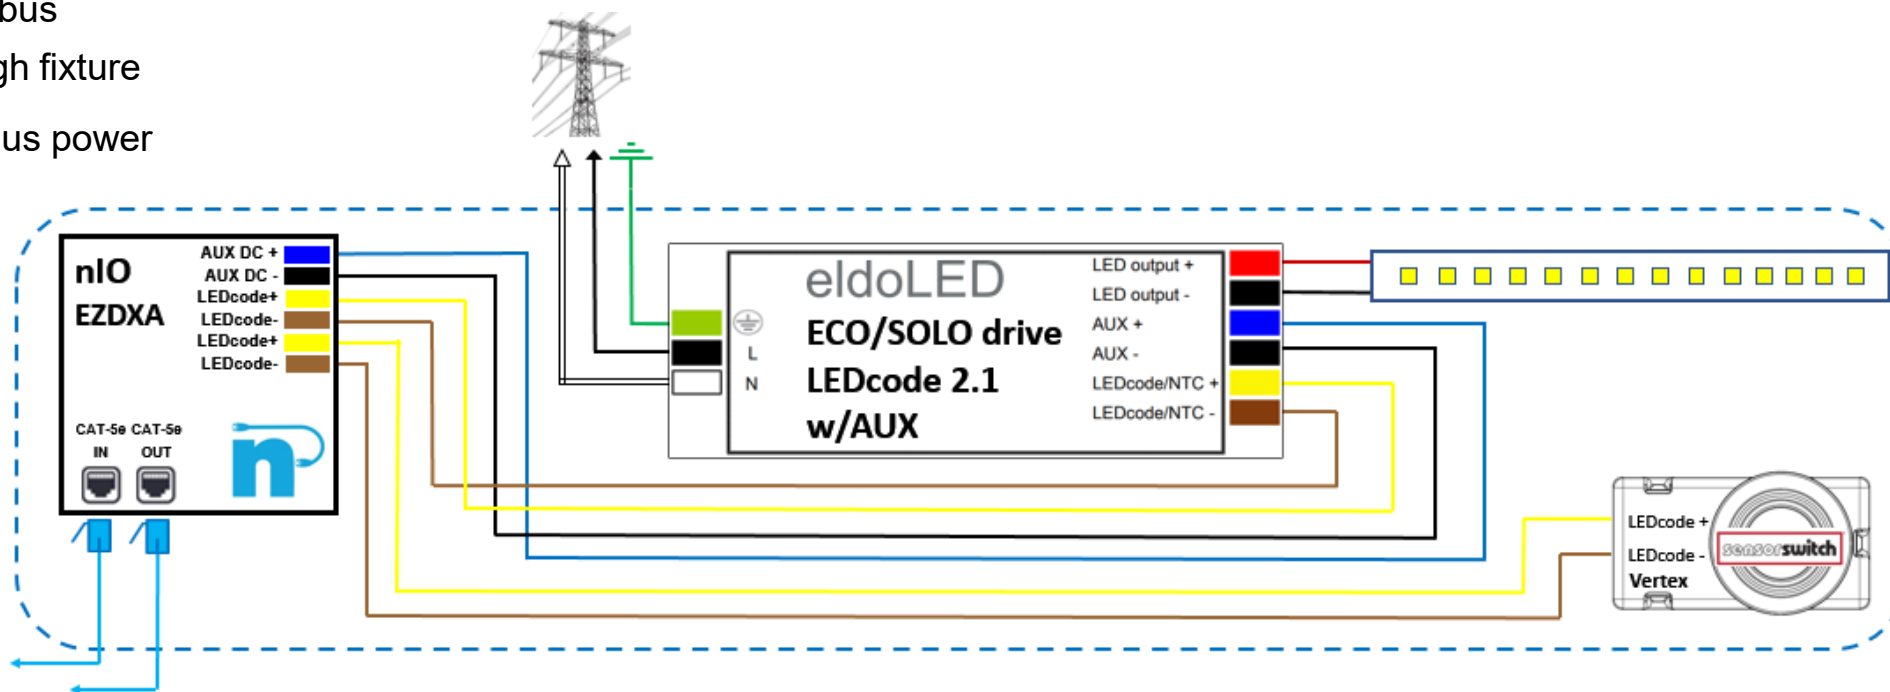 bus
gh fixture
us power
nIO
EZDXA
AUX DC +
AUX DC -
LEDcode+
LEDcode-
LEDcode+
LEDcode-
CAT-5e CAT-5e
IN OUT
n
eldoLED
ECO/SOLO drive
LEDcode 2.1
w/AUX
L
N
LED output +
LED output -
AUX +
AUX -
LEDcode/NTC +
LEDcode/NTC -
LEDcode +
LEDcode -
Vertex
sensorswitch